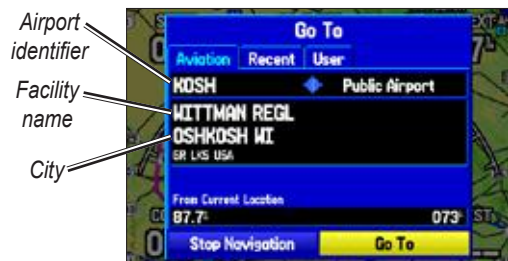 Airport
identifier
Facility
name
City
Go To
Aviation Recent User
KOSH Public Airport
WITTMAN REGL
OSHKOSH WI
GR LKS USA
From Current Location
87.7 073°
Stop Navigation Go To